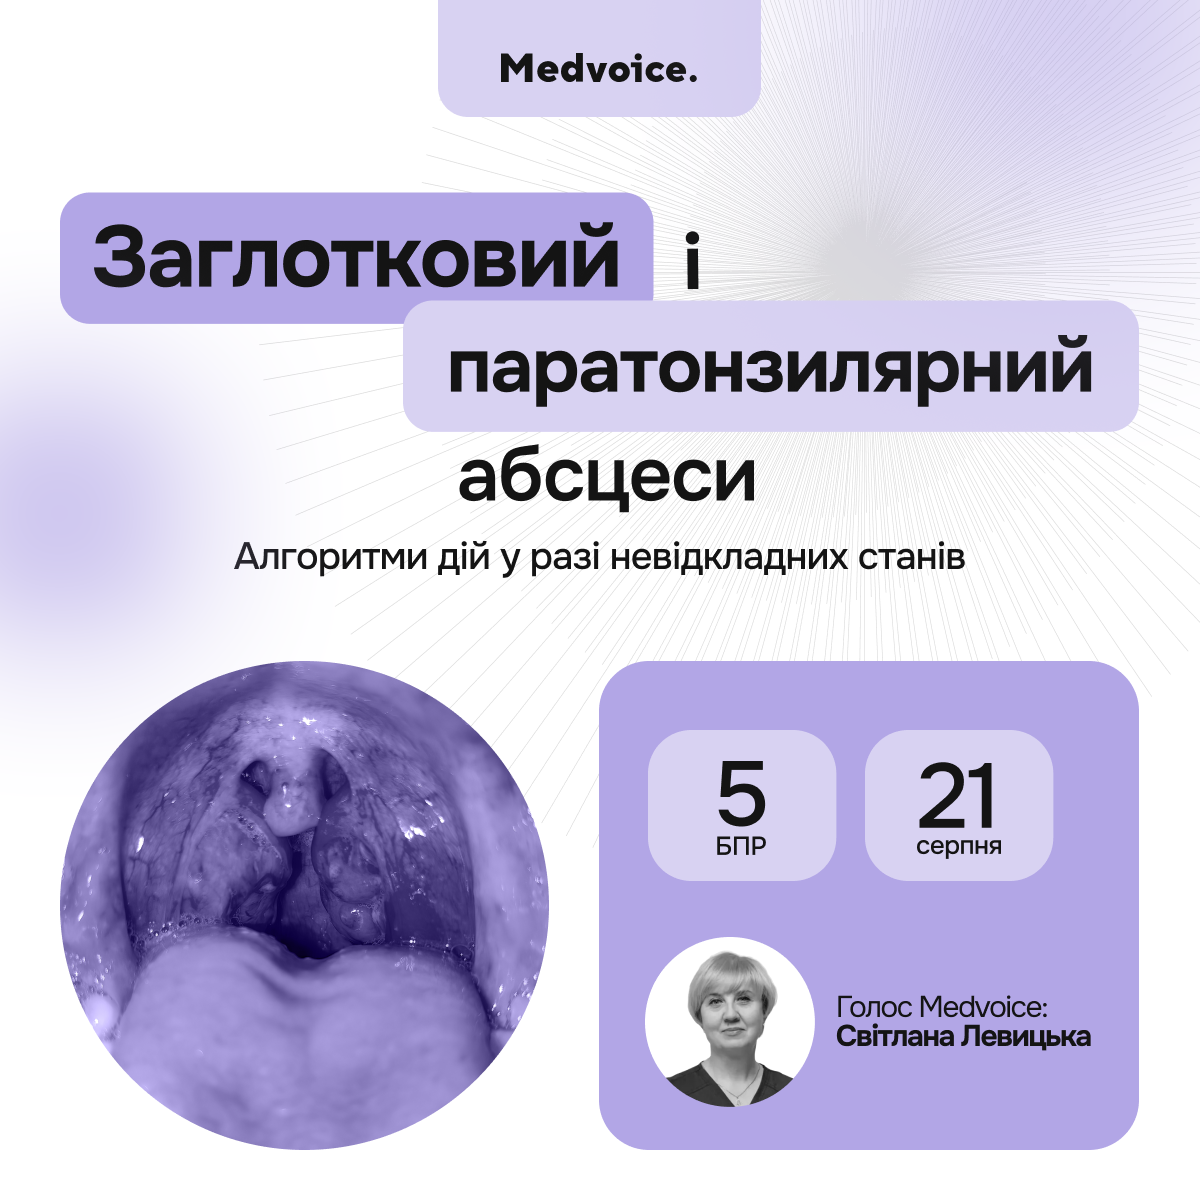 Medvoice.
Заглотковий і
паратонзилярний
абсцеси
Алгоритми дій у разі невідкладних станів
5
БПР
21
серпня
Голос Medvoice:
Світлана Левицька